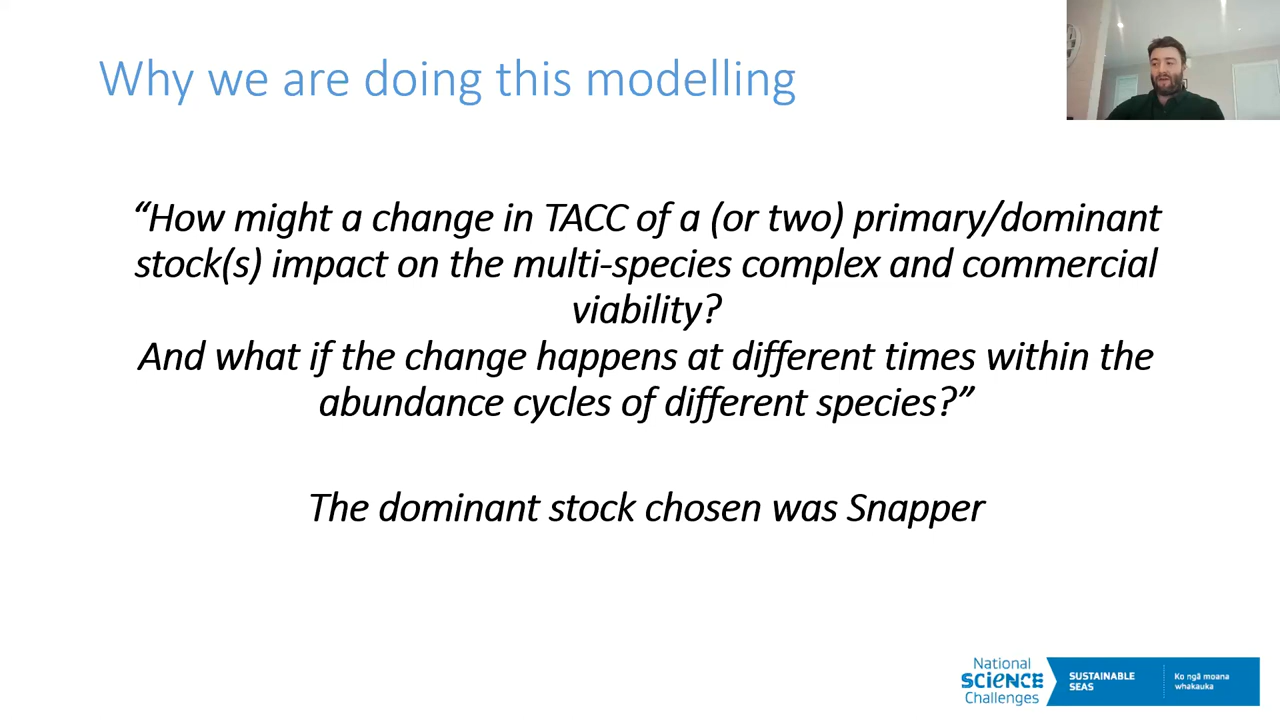 Why we are doing this modelling
“How might a change in TACC of a (or two) primary/dominant
stock(s) impact on the multi-species complex and commercial
viability?
And what if the change happens at different times within the
abundance cycles of different species?”
The dominant stock chosen was Snapper
National
SCIENCE
Challenges
SUSTAINABLE
SEAS
Ko ngā moana
whakauka